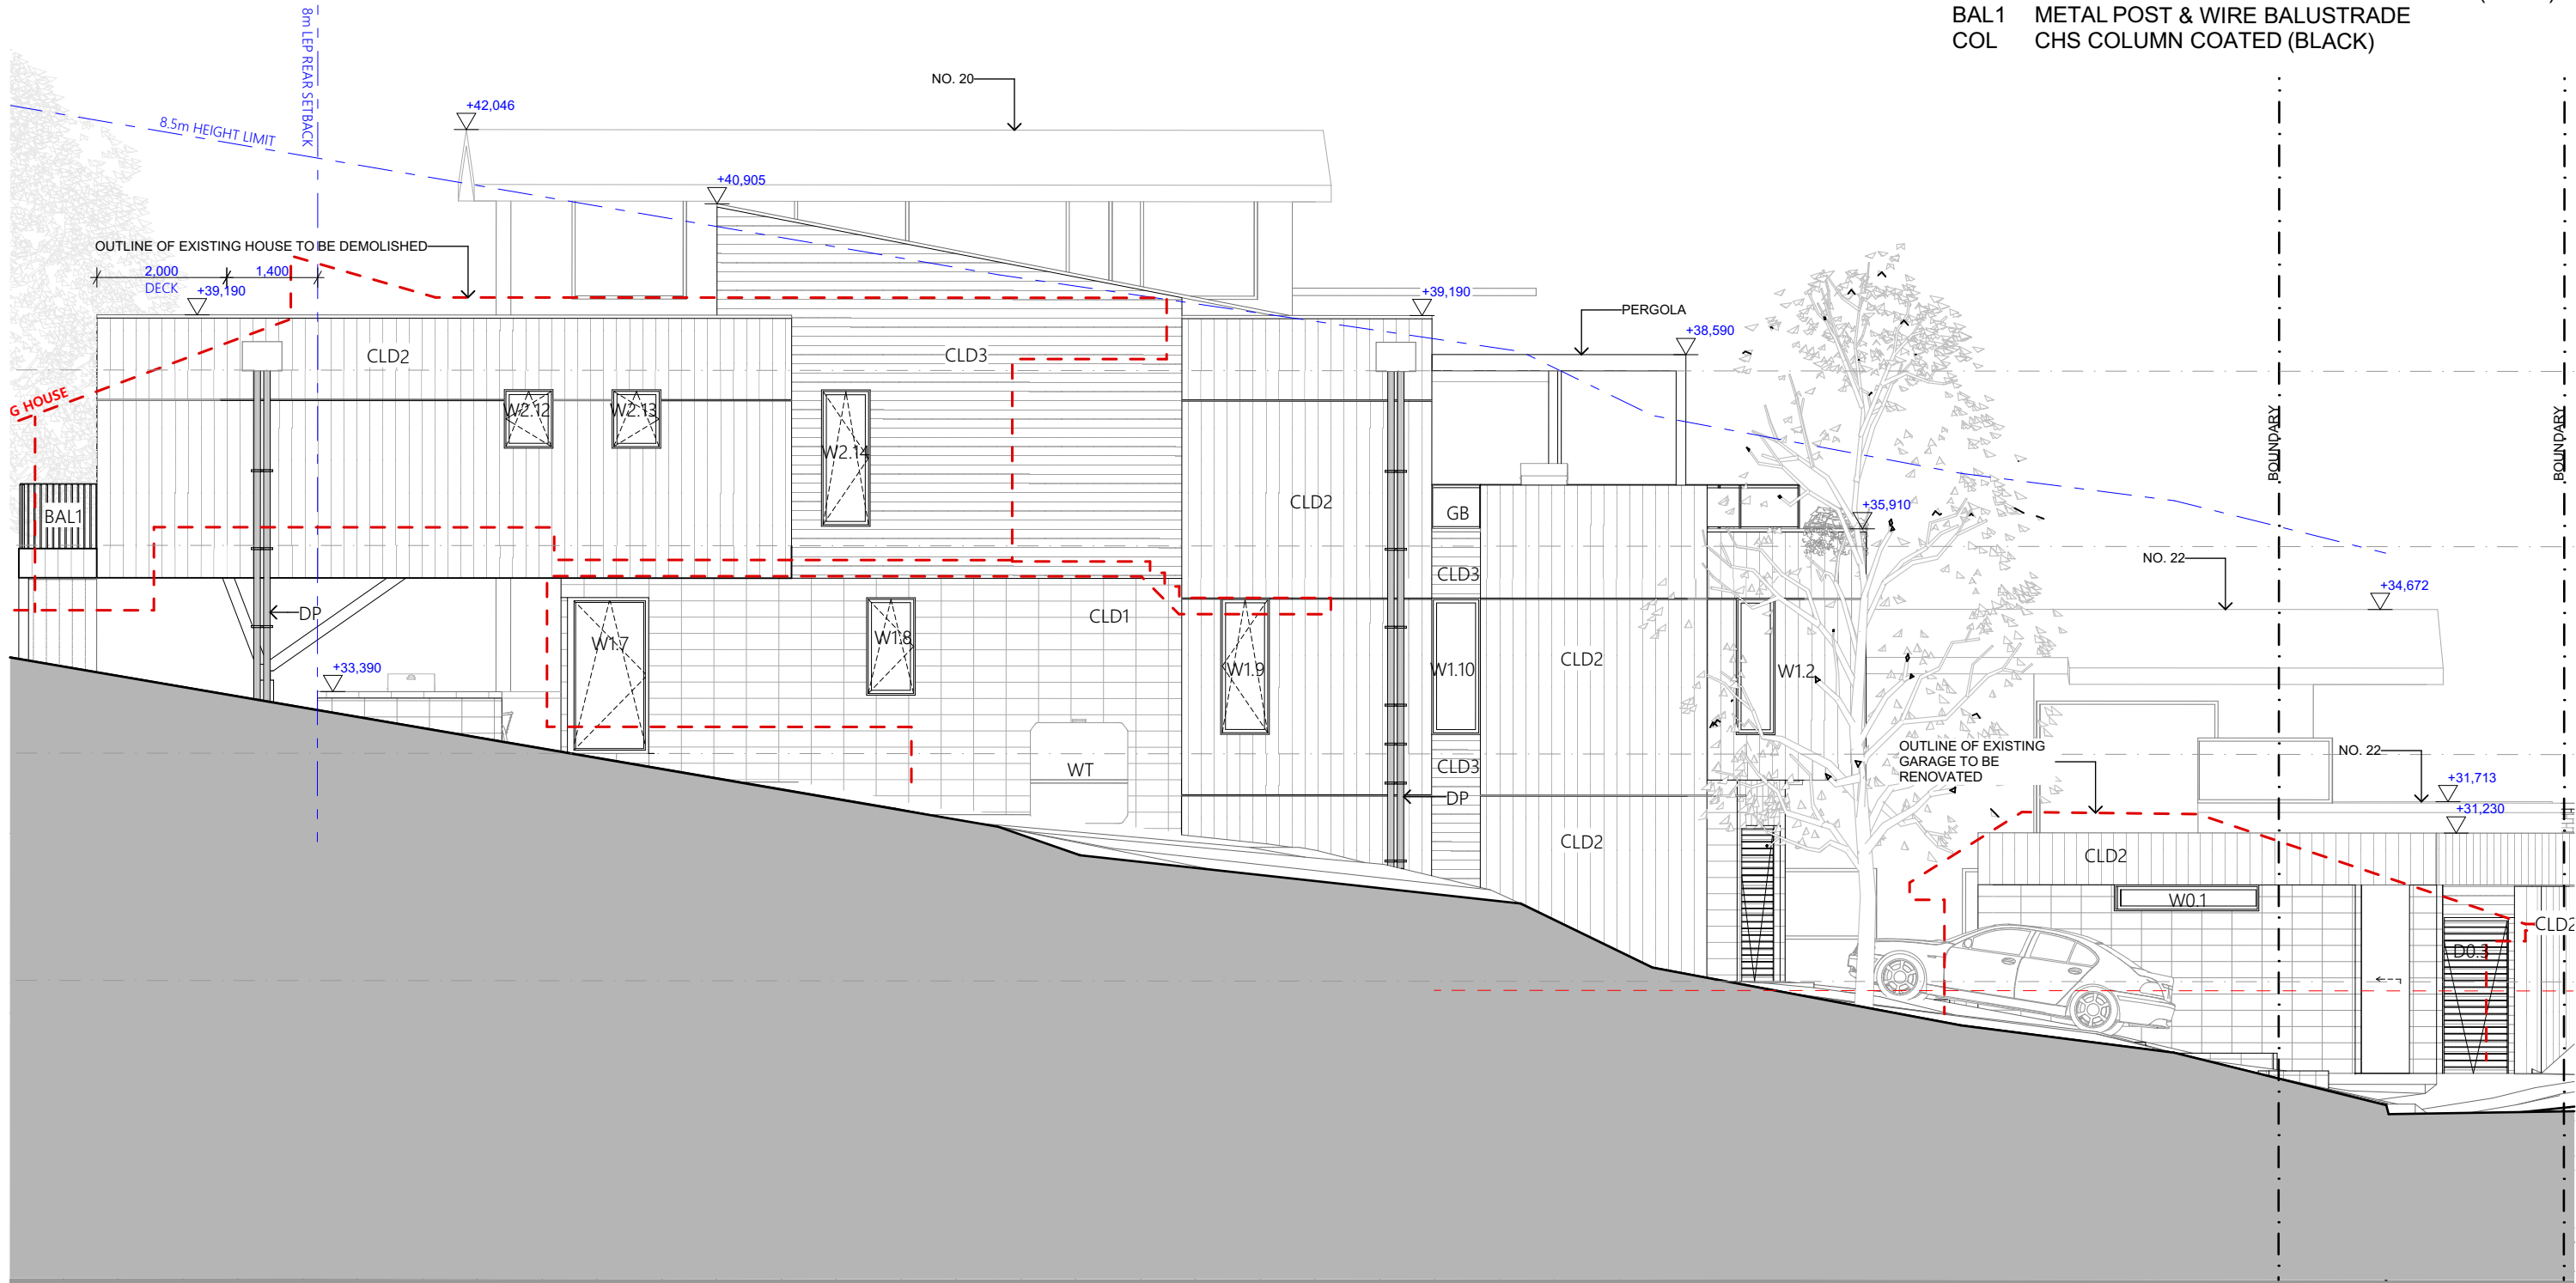 BAL1 METAL POST & WIRE BALUSTRADE
COL CHS COLUMN COATED (BLACK)
8m LEP REAR SETBACK
NO. 20
+42,046
8.5m HEIGHT LIMIT
+40,905
OUTLINE OF EXISTING HOUSE TO BE DEMOLISHED
2,000
1,400
DECK
+39,190
+39,190
PERGOLA
+38,590
CLD2
CLD3
G HOUSE
W2.12
W2.13
W2.14
BOUNDARY
BOUNDARY
BAL1
CLD2
GB
+35,910
NO. 22
CLD3
+34,672
DP
CLD1
W1.7
W1.8
W1.9
W1.10
CLD2
W1.2
+33,390
OUTLINE OF EXISTING
GARAGE TO BE
RENOVATED
NO. 22
WT
CLD3
+31,713
DP
+31,230
CLD2
CLD2
W0.1
CLD2
D0.3